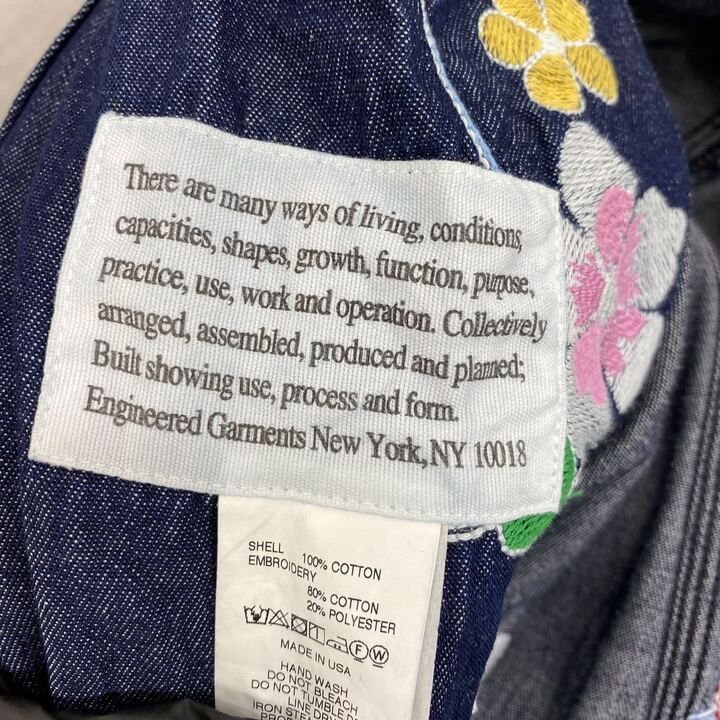 There are many ways of living, conditions,
capacities, shapes, growth, function, purpose,
practice, use, work and operation. Collectively
arranged, assembled, produced and planned;
Built showing use, process and form.
Engineered Garments New York, NY 10018
SHELL 100% COTTON
EMBROIDERY
80% COTTON
20% POLYESTER
F W
MADE IN USA
HAND WASH
DO NOT BLEACH
DO NOT TUMBLE
LINE
IRON